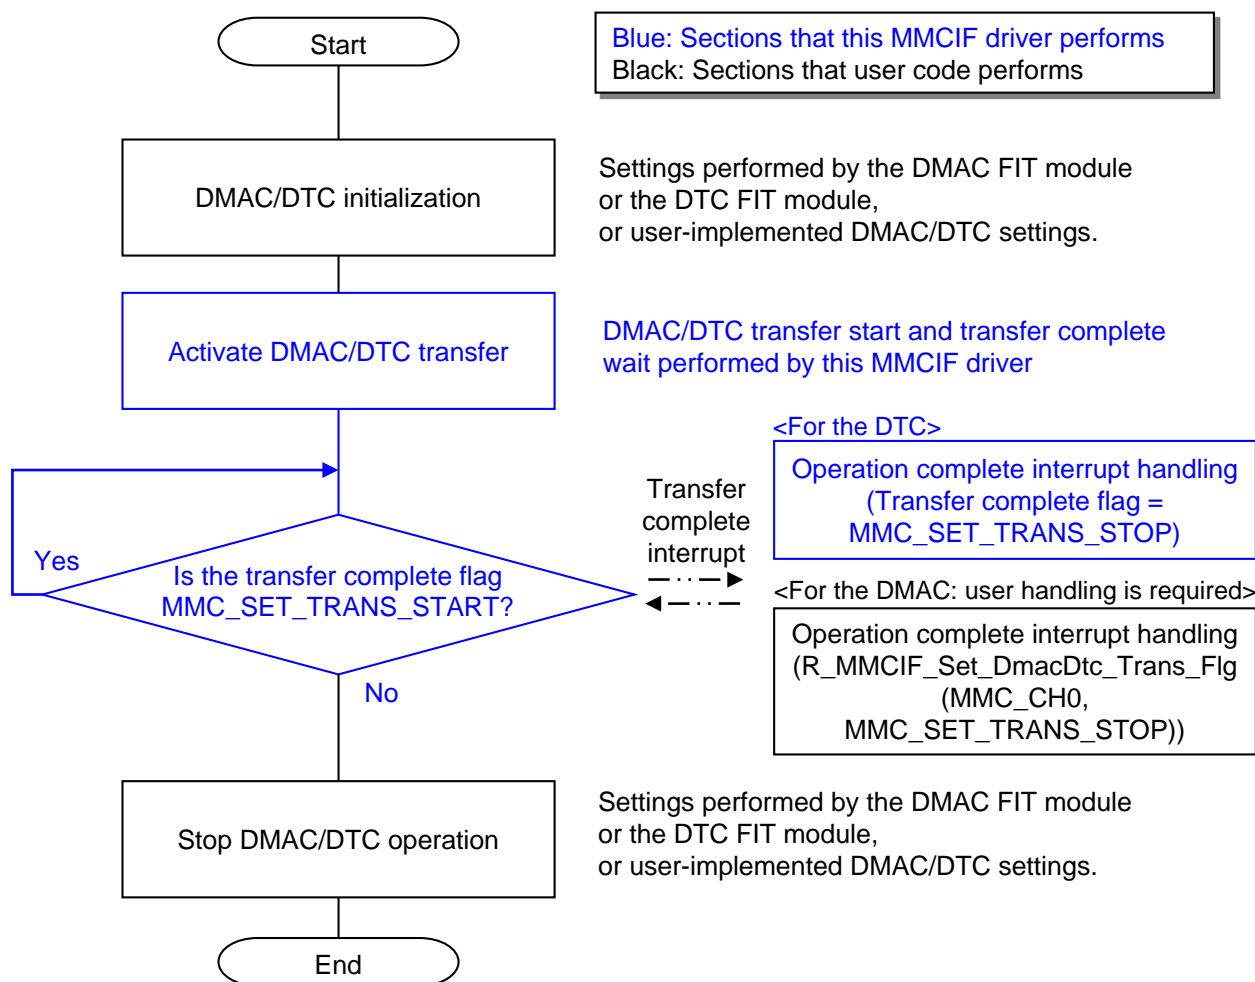 Start
Blue: Sections that this MMCIF driver performs
Black: Sections that user code performs
DMAC/DTC initialization
Settings performed by the DMAC FIT module
or the DTC FIT module,
or user-implemented DMAC/DTC settings.
Activate DMAC/DTC transfer
DMAC/DTC transfer start and transfer complete
wait performed by this MMCIF driver
<For the DTC>
Operation complete interrupt handling
(Transfer complete flag =
MMC_SET_TRANS_STOP)
Transfer
complete
interrupt
Yes
Is the transfer complete flag
MMC_SET_TRANS_START?
No
<For the DMAC: user handling is required>
Operation complete interrupt handling
(R_MMCIF_Set_DmacDtc_Trans_Flg
(MMC_CH0,
MMC_SET_TRANS_STOP))
Stop DMAC/DTC operation
Settings performed by the DMAC FIT module
or the DTC FIT module,
or user-implemented DMAC/DTC settings.
End